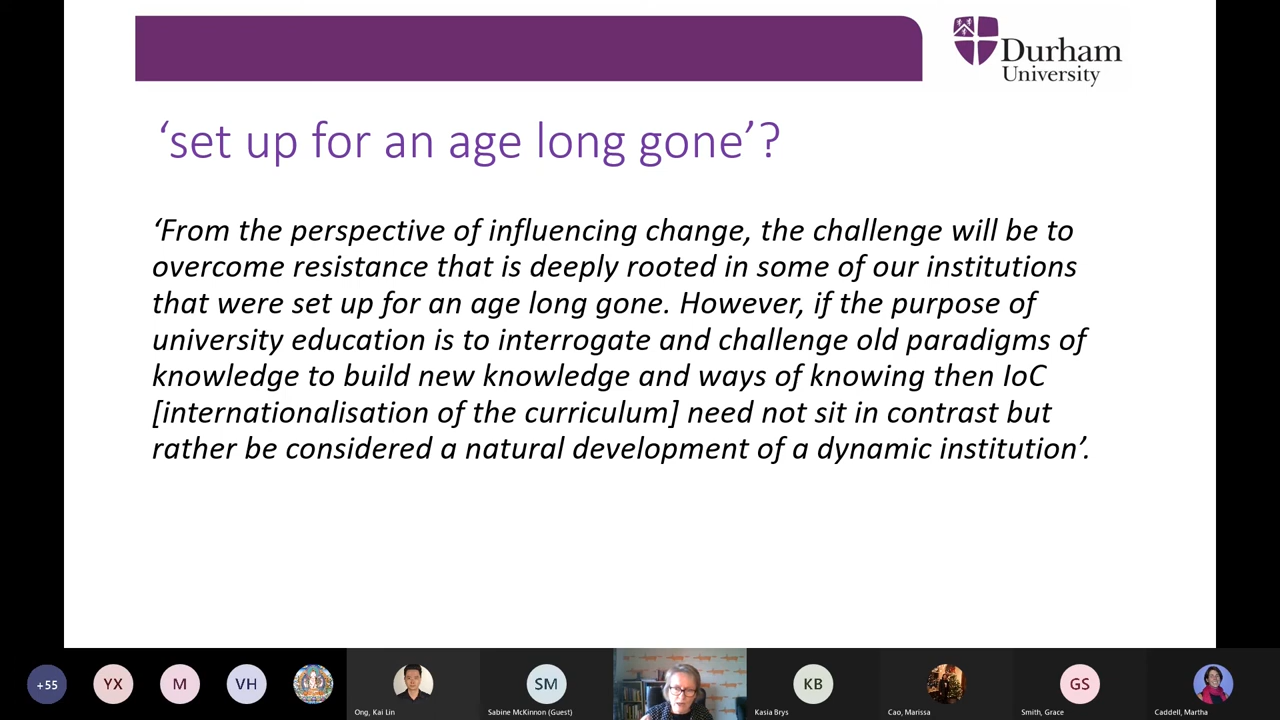 Durham
University
‘set up for an age long gone’?
‘From the perspective of influencing change, the challenge will be to
overcome resistance that is deeply rooted in some of our institutions
that were set up for an age long gone. However, if the purpose of
university education is to interrogate and challenge old paradigms of
knowledge to build new knowledge and ways of knowing then IoC
[internationalisation of the curriculum] need not sit in contrast but
rather be considered a natural development of a dynamic institution’.
+55
YX
M
VH
Ong, Kai Lin
SM
Sabine McKinnon (Guest)
KB
Kasia Brys
Cao, Marissa
GS
Smith, Grace
Caddell, Martha